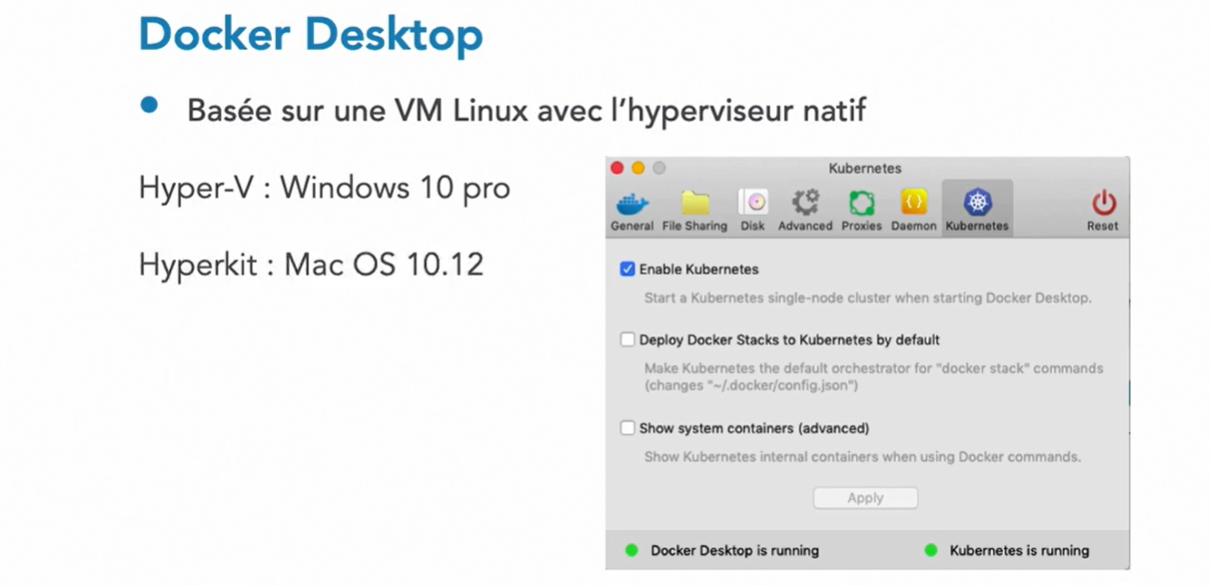 Docker Desktop
Basée sur une VM Linux avec l'hyperviseur natif
Hyper-V : Windows 10 pro
Hyperkit : Mac OS 10.12
Kubernetes
General File Sharing Disk Advanced Proxies Daemon Kubernetes Reset
Enable Kubernetes
Start a Kubernetes single-node cluster when starting Docker Desktop.
Deploy Docker Stacks to Kubernetes by default
Make Kubernetes the default orchestrator for "docker stack" commands
(changes "~/.docker/config.json")
Show system containers (advanced)
Show Kubernetes internal containers when using Docker commands.
Apply
Docker Desktop is running Kubernetes is running